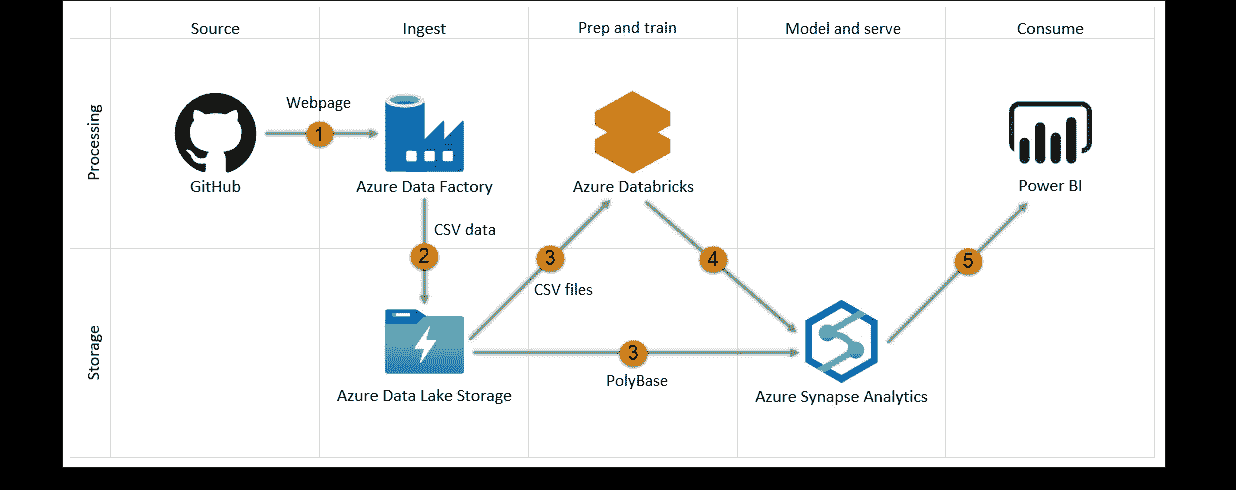 Source
Ingest
Prep and train
Model and serve
Consume
Processing
Webpage
1
GitHub
Azure Data Factory
Azure Databricks
Power BI
CSV data
2
3
CSV files
4
5
Storage
3
PolyBase
Azure Data Lake Storage
Azure Synapse Analytics